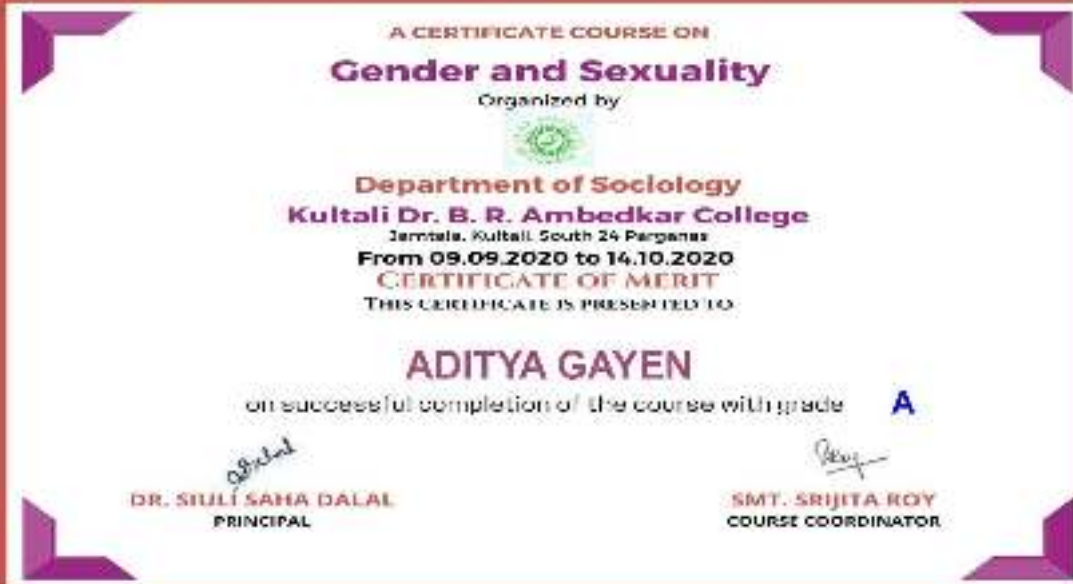 A CERTIFICATE COURSE ON
Gender and Sexuality
Organized by
Department of Sociology
Kultali Dr. B. R. Ambedkar College
Jamtala, Kultali, South 24 Parganas
From 09.09.2020 to 14.10.2020
CERTIFICATE OF MERIT
THIS CERTIFICATE IS PRESENTED TO
ADITYA GAYEN
on successful completion of the course with grade A
DR. SIULI SAHA DALAL
PRINCIPAL
SMT. SRIJITA ROY
COURSE COORDINATOR